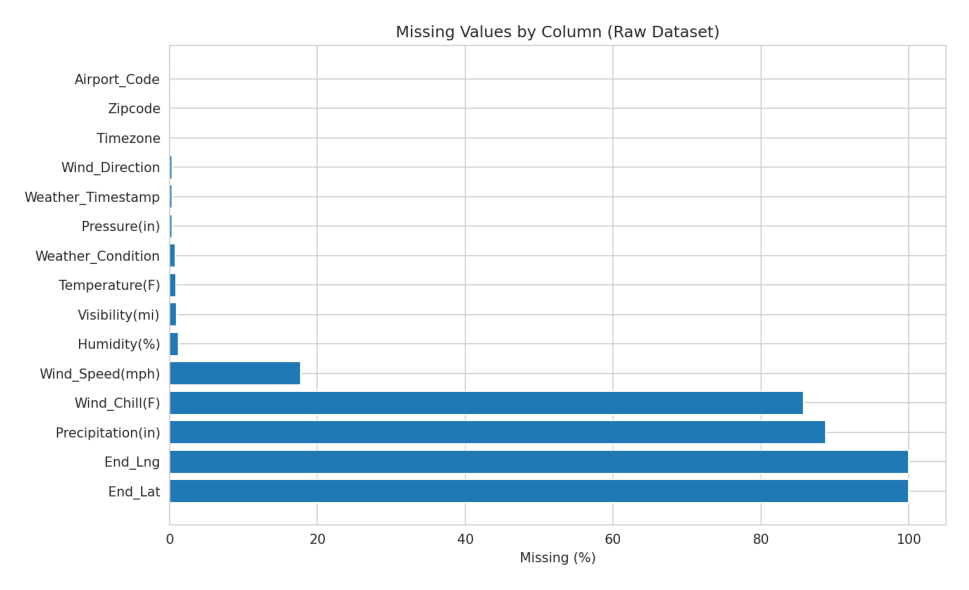 Missing Values by Column (Raw Dataset)
Airport_Code
Zipcode
Timezone
Wind_Direction
Weather_Timestamp
Pressure(in)
Weather_Condition
Temperature(F)
Visibility(mi)
Humidity(%)
Wind_Speed(mph)
Wind_Chill(F)
Precipitation(in)
End_Lng
End_Lat
0 20 40 60 80 100
Missing (%)